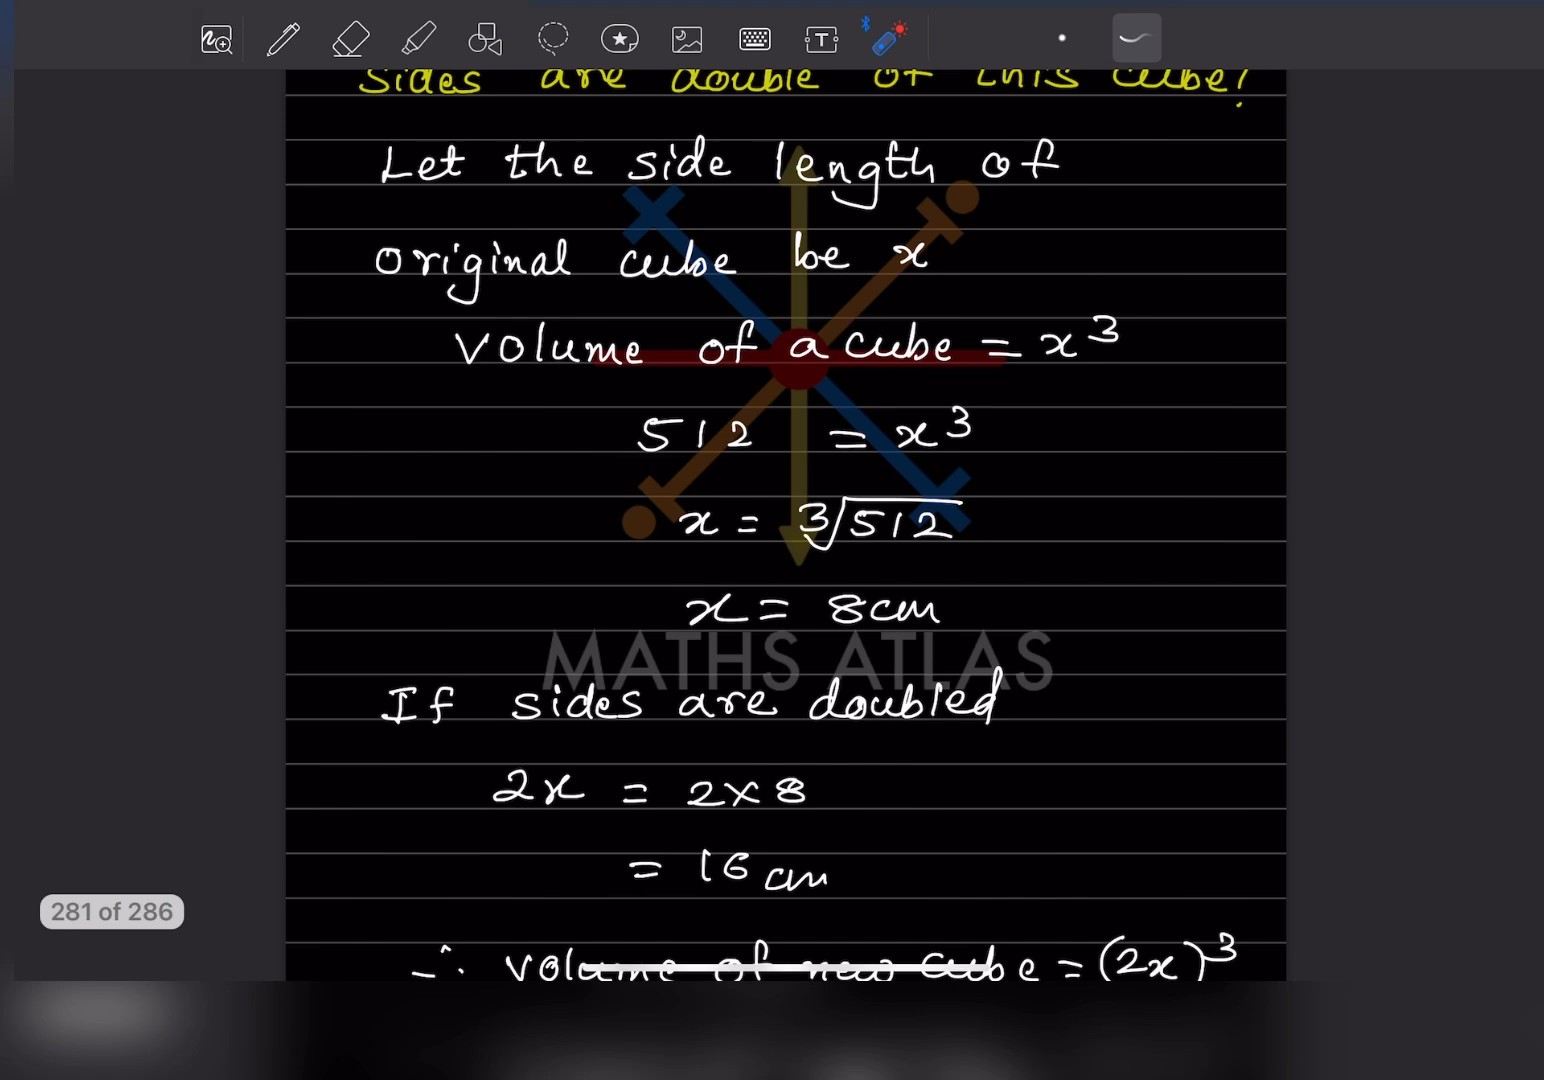 sides are double of this cube?
Let the side length of
original cube be x
Volume of a cube = x³
512 = x³
x = ∛512
x = 8cm
MATHS ATLAS
If sides are doubled
2x = 2×8
= 16 cm
281 of 286
∴ Volume of new cube = (2x)³